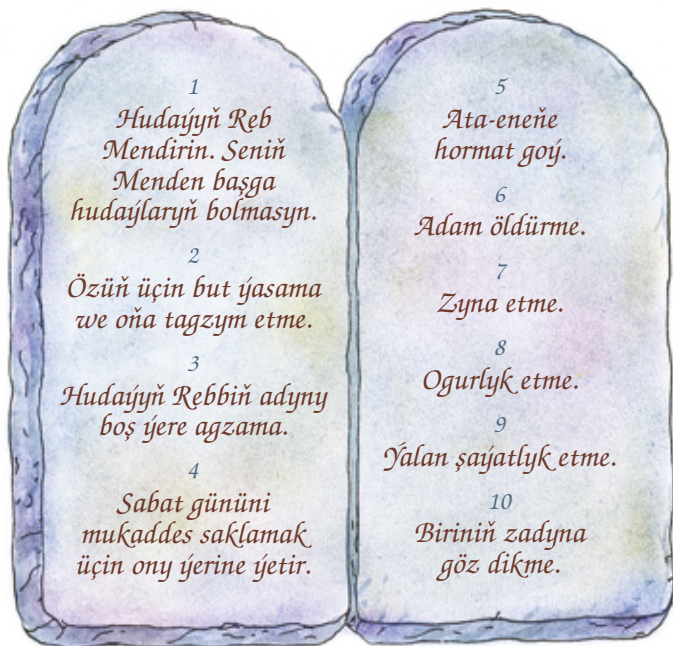 1
Hudaýyň Reb
Mendirin. Seniň
Menden başga
hudaýlaryň bolmasyn.
2
Özüň üçin but ýasama
we oňa tagzym etme.
3
Hudaýyň Rebbiň adyny
boş ýere agzama.
4
Sabat gününi
mukaddes saklamak
üçin ony ýerine ýetir.
5
Ata-eneňe
hormat goý.
6
Adam öldürme.
7
Zyna etme.
8
Ogurlyk etme.
9
Ýalan şaýatlyk etme.
10
Biriniň zadyna
göz dikme.